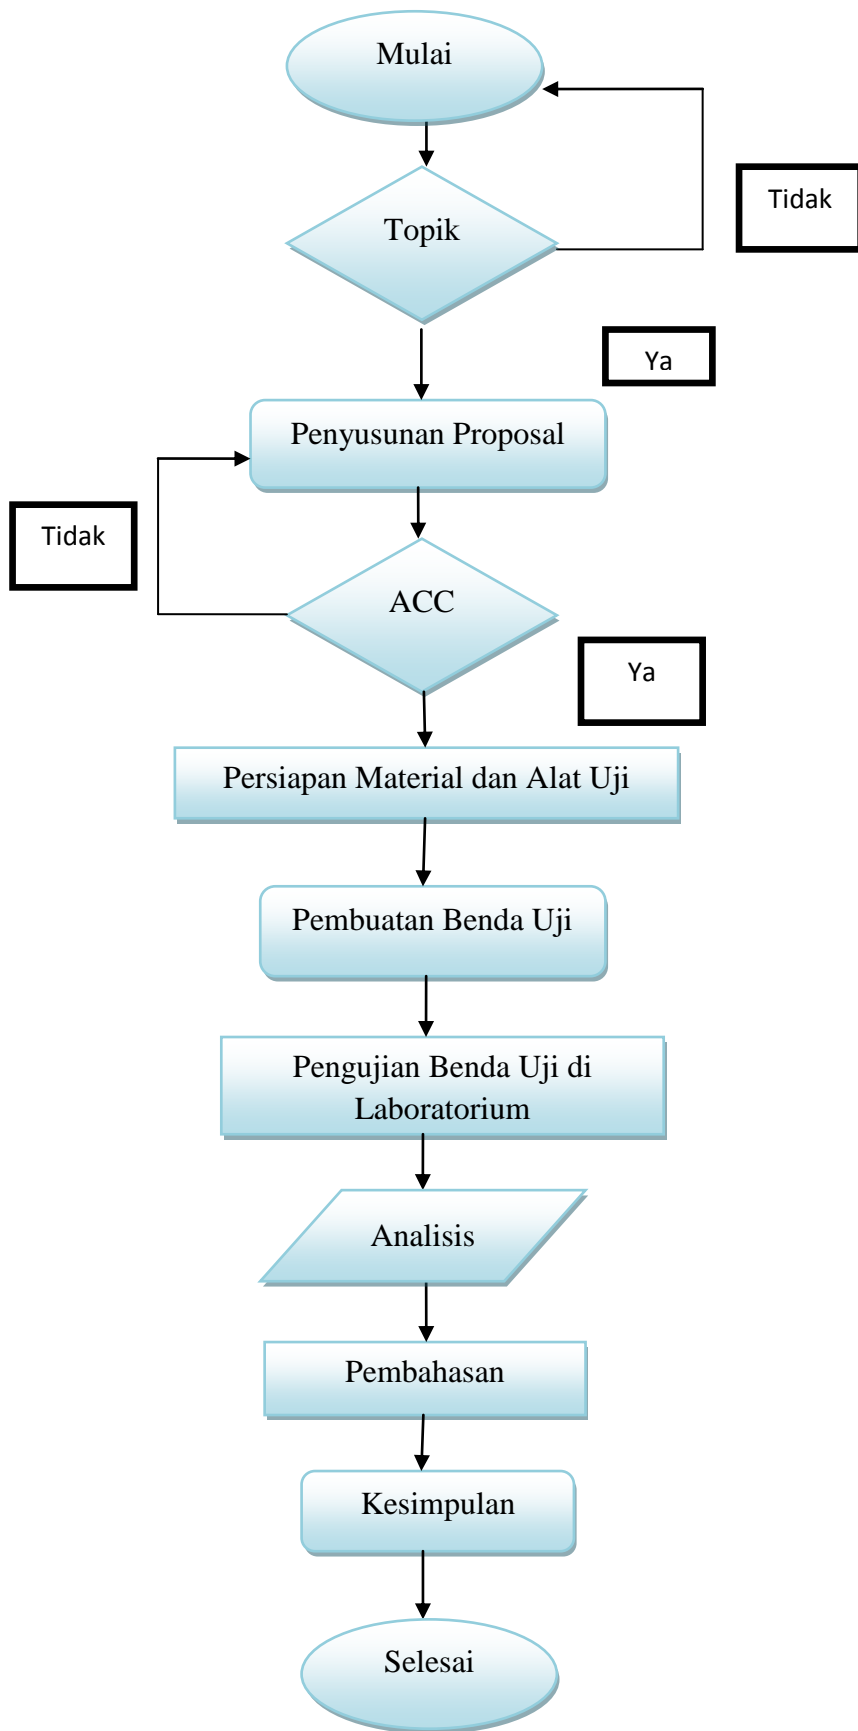 Mulai
Tidak
Topik
Ya
Penyusunan Proposal
Tidak
ACC
Ya
Persiapan Material dan Alat Uji
Pembuatan Benda Uji
Pengujian Benda Uji di
Laboratorium
Analisis
Pembahasan
Kesimpulan
Selesai